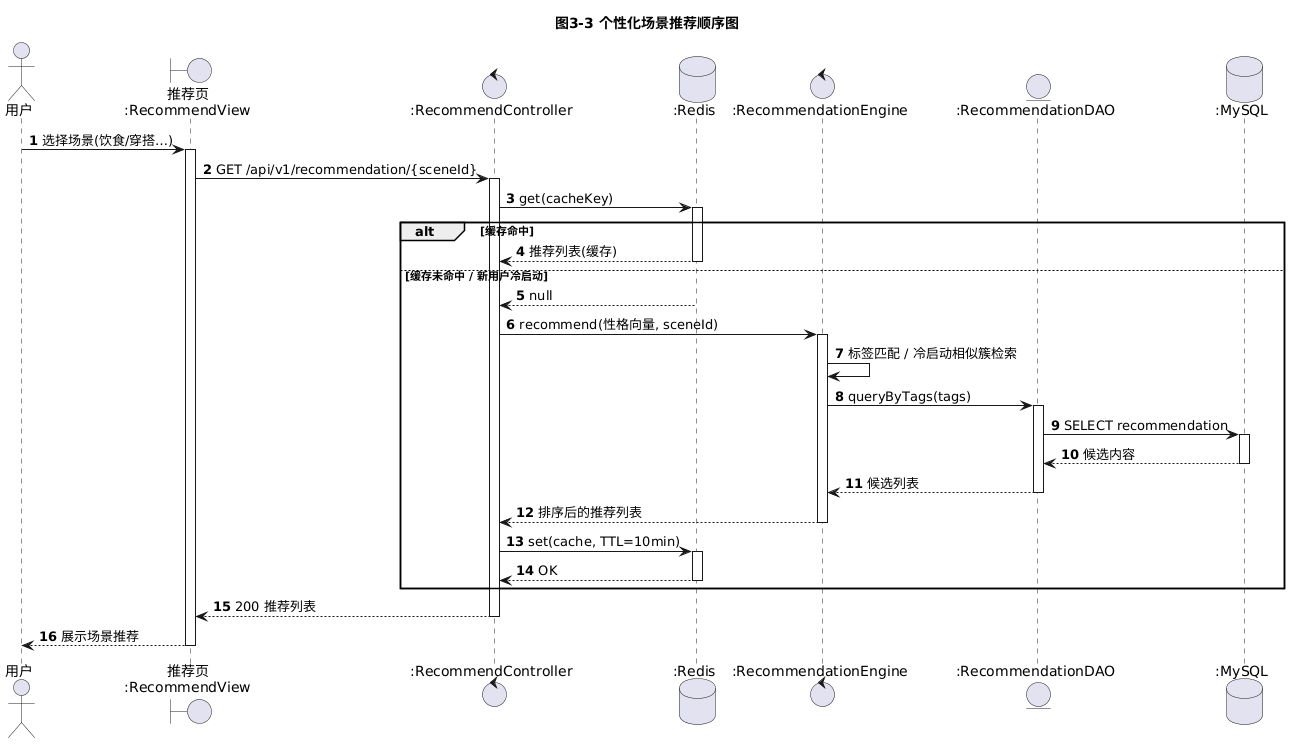 图3-3 个性化场景推荐顺序图
用户
推荐页
:RecommendView
:RecommendController
:Redis
:RecommendationEngine
:RecommendationDAO
:MySQL
1 选择场景(饮食/穿搭...)
2 GET /api/v1/recommendation/{sceneId}
3 get(cacheKey)
alt [缓存命中]
4 推荐列表(缓存)
[缓存未命中 / 新用户冷启动]
5 null
6 recommend(性格向量, sceneId)
7 标签匹配 / 冷启动相似簇检索
8 queryByTags(tags)
9 SELECT recommendation
10 候选内容
11 候选列表
12 排序后的推荐列表
13 set(cache, TTL=10min)
14 OK
15 200 推荐列表
16 展示场景推荐
用户
推荐页
:RecommendView
:RecommendController
:Redis
:RecommendationEngine
:RecommendationDAO
:MySQL